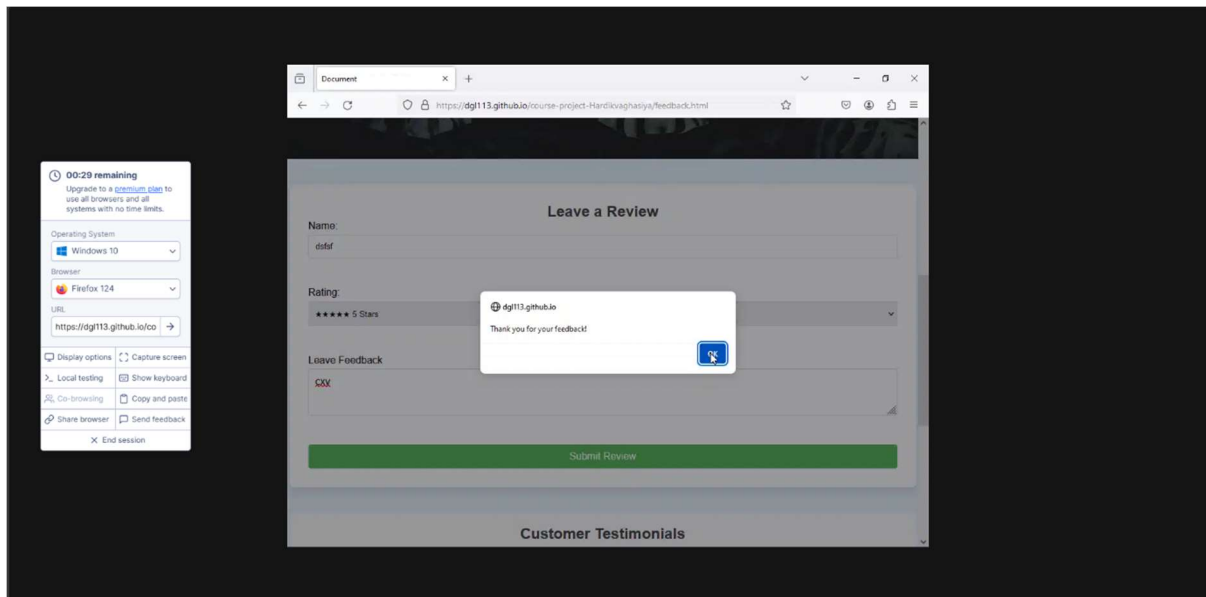 Document
https://dgl113.github.io/course-project-Hardikvaghasiya/feedback.html
00:29 remaining
Upgrade to a premium plan to
use all browsers and all
systems with no time limits.
Operating System
Windows 10
Browser
Firefox 124
URL
https://dgl113.github.io/co
Display options
Capture screen
Local testing
Show keyboard
Co-browsing
Copy and paste
Share browser
Send feedback
End session
Leave a Review
Name:
dsfsf
Rating:
★★★★★ 5 Stars
dgl113.github.io
Thank you for your feedback!
OK
Leave Feedback
cxv
Submit Review
Customer Testimonials